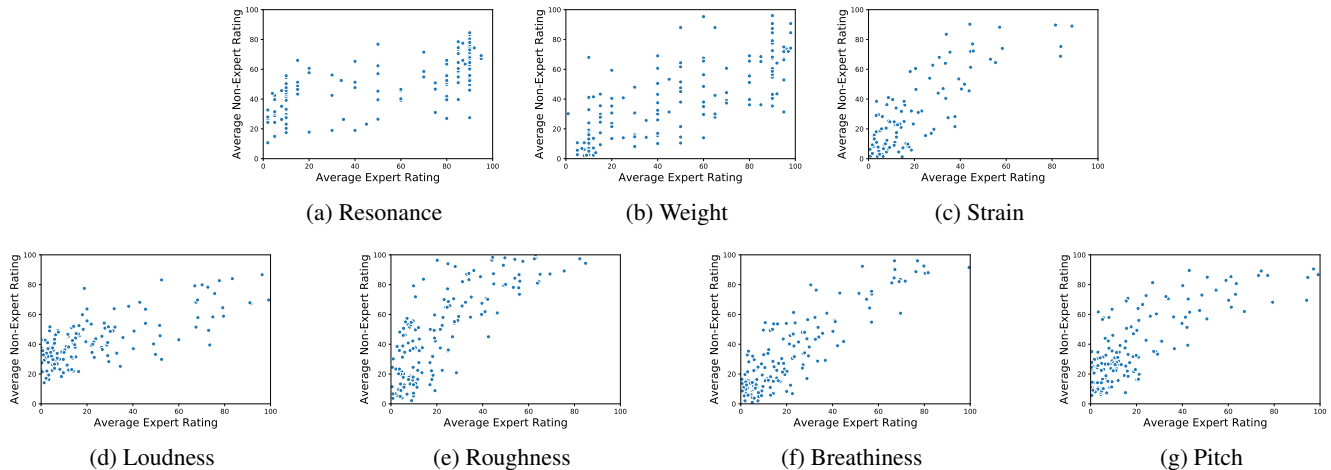 100
80
60
40
20
0
Average Non-Expert Rating
0 20 40 60 80 100
Average Expert Rating
(a) Resonance
100
80
60
40
20
0
Average Non-Expert Rating
0 20 40 60 80 100
Average Expert Rating
(b) Weight
100
80
60
40
20
0
Average Non-Expert Rating
0 20 40 60 80 100
Average Expert Rating
(c) Strain
100
80
60
40
20
0
Average Non-Expert Rating
0 20 40 60 80 100
Average Expert Rating
(d) Loudness
100
80
60
40
20
0
Average Non-Expert Rating
0 20 40 60 80 100
Average Expert Rating
(e) Roughness
100
80
60
40
20
0
Average Non-Expert Rating
0 20 40 60 80 100
Average Expert Rating
(f) Breathiness
100
80
60
40
20
0
Average Non-Expert Rating
0 20 40 60 80 100
Average Expert Rating
(g) Pitch